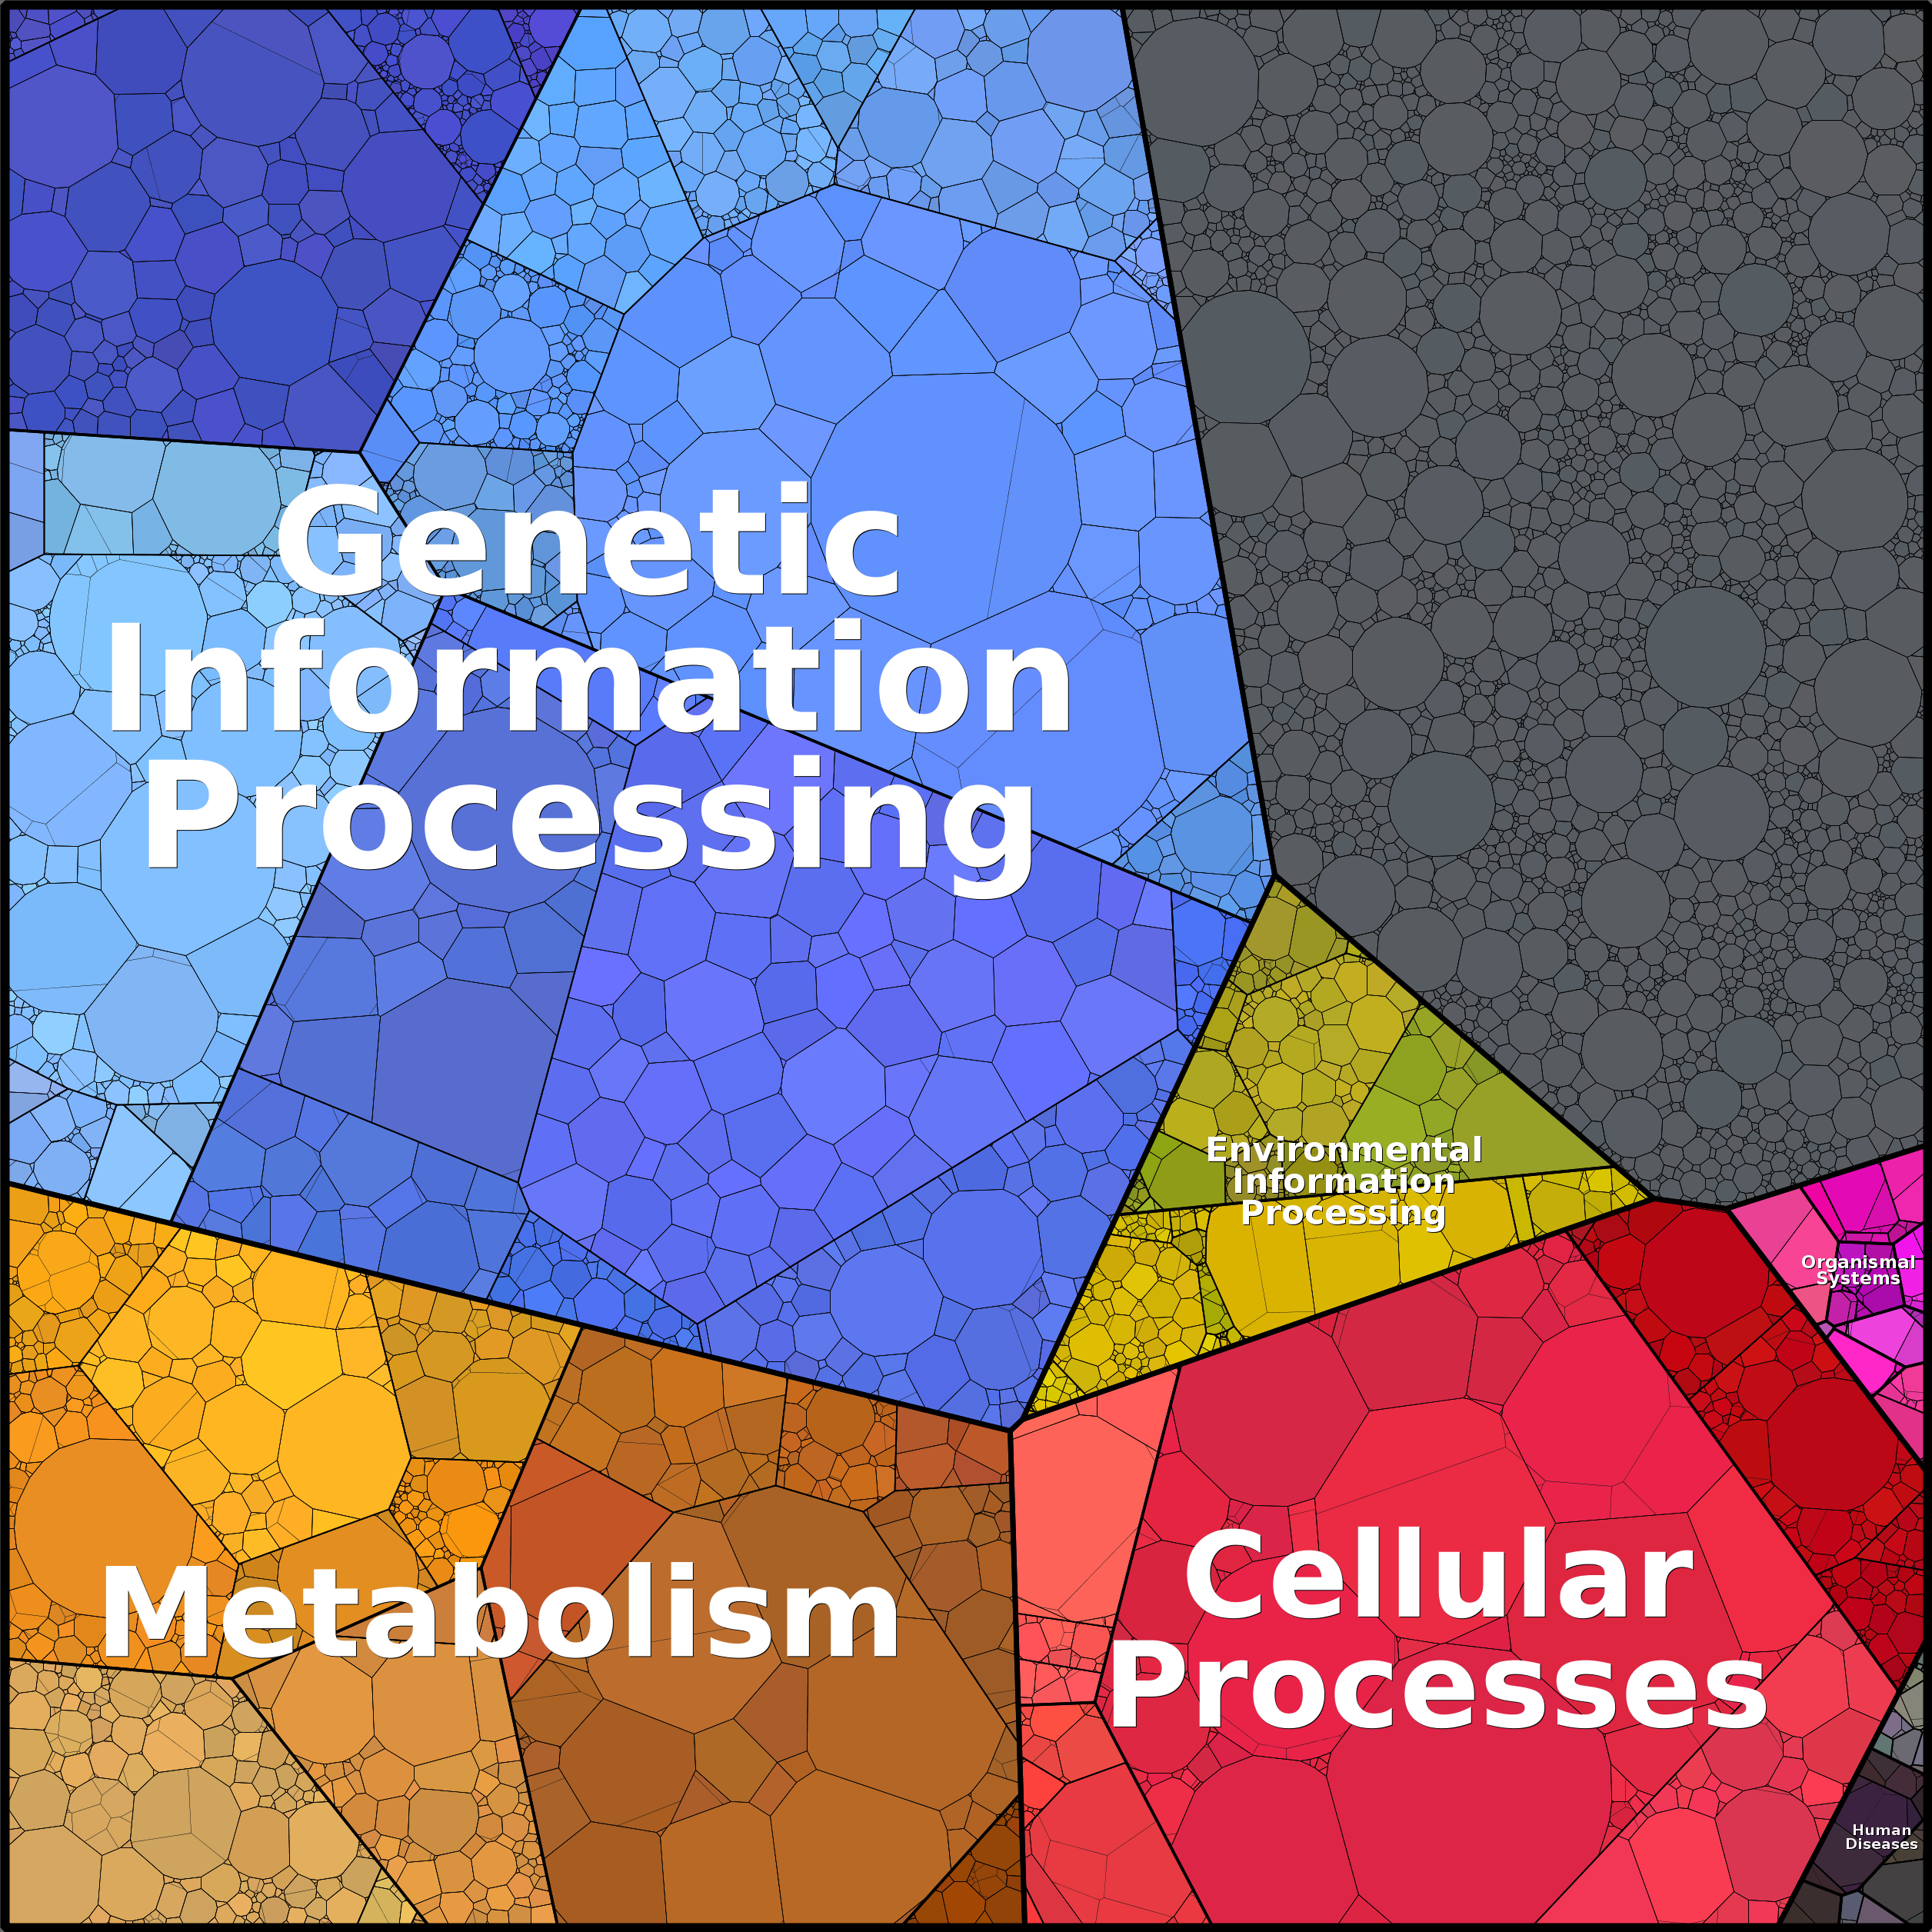 Genetic
Information
Processing
Environmental
Information
Processing
Organismal
Systems
Metabolism
Cellular
Processes
Human
Diseases